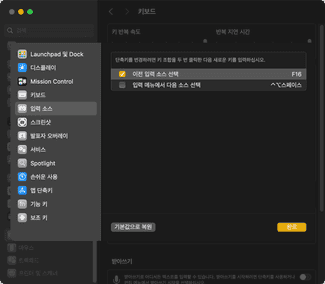 키보드
키 반복 속도
반복 지연 시간
Launchpad 및 Dock
디스플레이
Mission Control
키보드
입력 소스
스크린샷
발표자 오버레이
서비스
Spotlight
손쉬운 사용
앱 단축키
기능 키
보조 키
단축키를 변경하려면 키 조합을 두 번 클릭한 다음 새로운 키를 입력하십시오.
이전 입력 소스 선택 F16
입력 메뉴에서 다음 소스 선택 ^⌥스페이스
기본값으로 복원
완료
받아쓰기